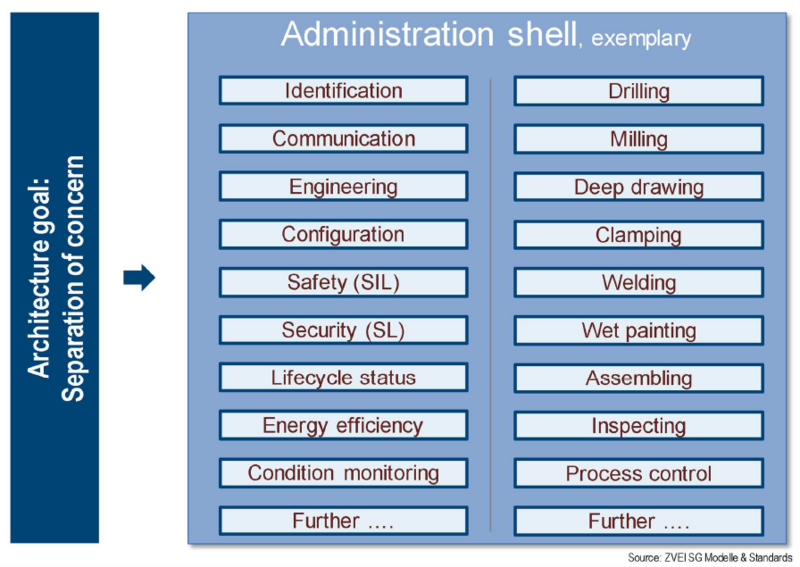 Architecture goal:
Separation of concern
Administration shell, exemplary
Identification
Communication
Engineering
Configuration
Safety (SIL)
Security (SL)
Lifecycle status
Energy efficiency
Condition monitoring
Further ....
Drilling
Milling
Deep drawing
Clamping
Welding
Wet painting
Assembling
Inspecting
Process control
Further ....
Source: ZVEI SG Modelle & Standards